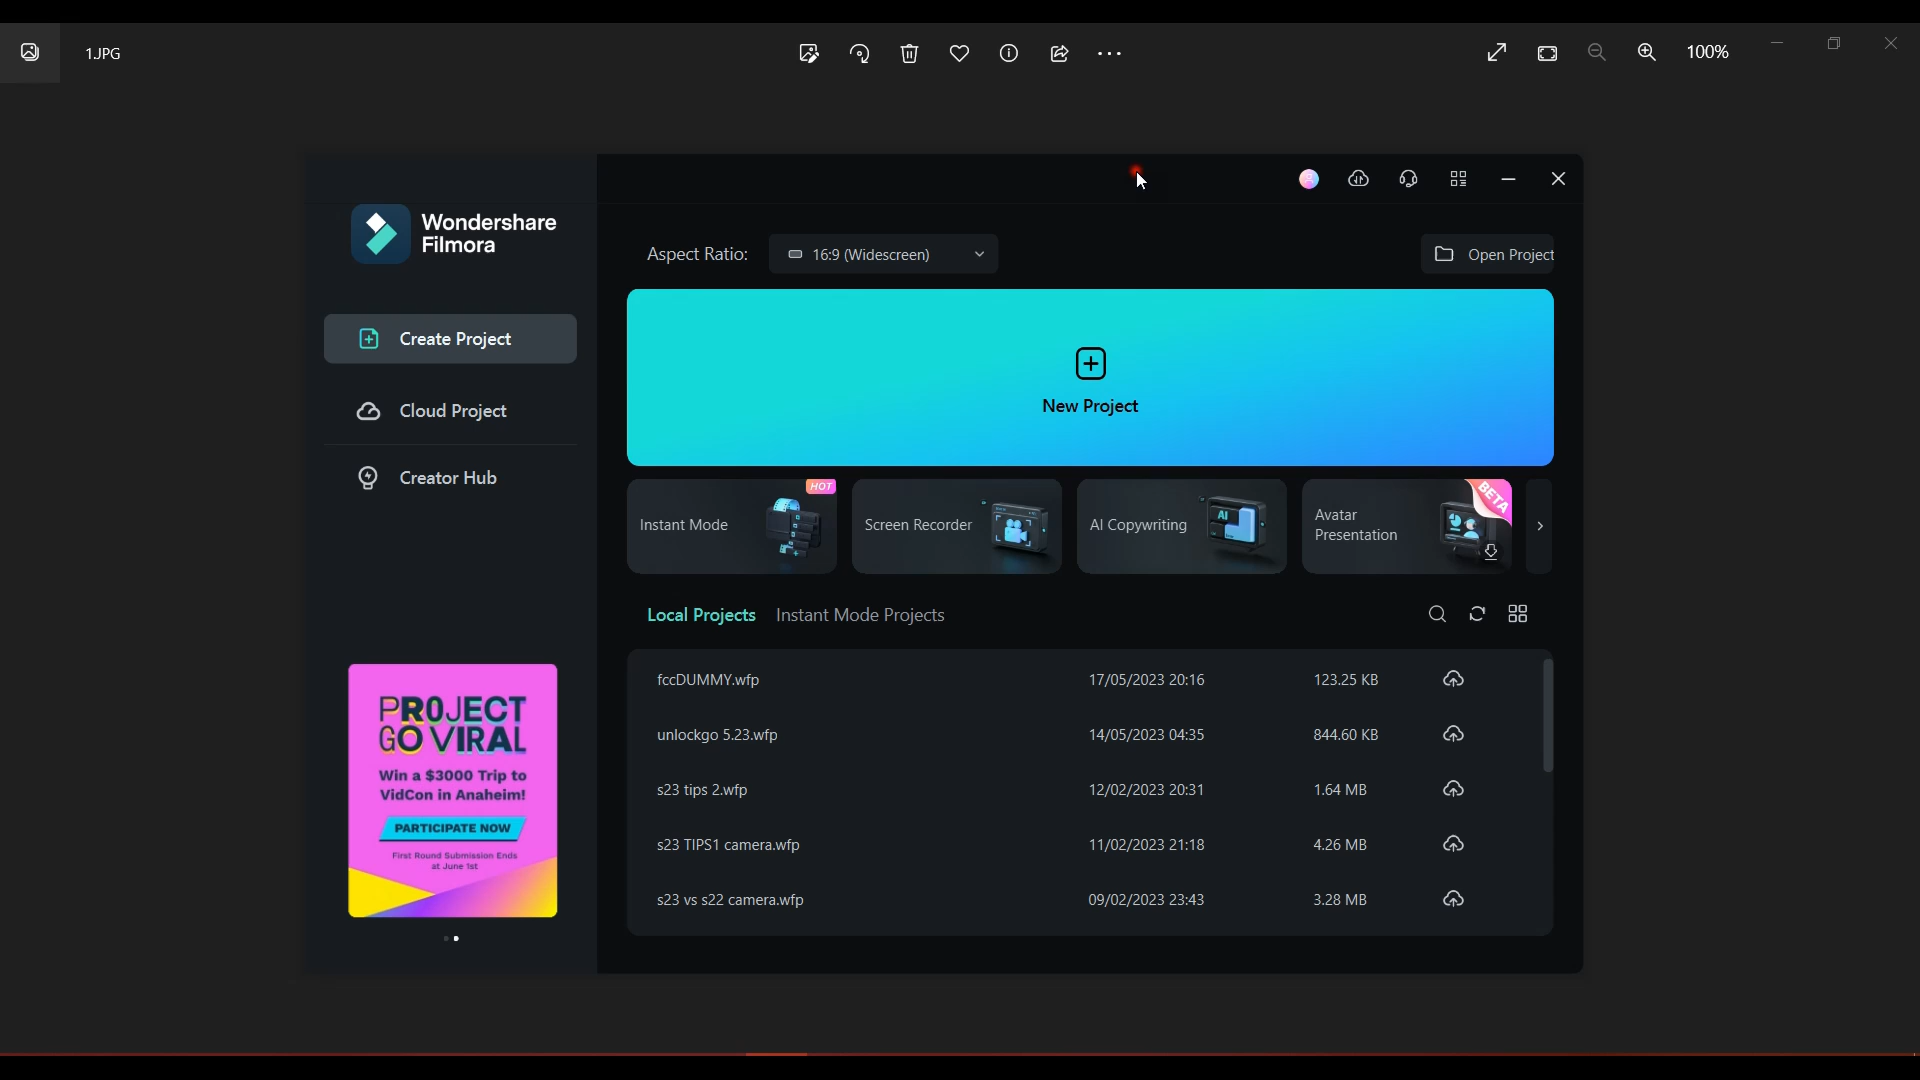 1.JPG
100%
Wondershare
Filmora
Aspect Ratio:
16:9 (Widescreen)
Open Project
Create Project
Cloud Project
Creator Hub
New Project
Instant Mode
HOT
Screen Recorder
AI Copywriting
AI
Avatar
Presentation
BETA
Local Projects
Instant Mode Projects
fccDUMMY.wfp 17/05/2023 20:16 123.25 KB
unlockgo 5.23.wfp 14/05/2023 04:35 844.60 KB
s23 tips 2.wfp 12/02/2023 20:31 1.64 MB
s23 TIPS1 camera.wfp 11/02/2023 21:18 4.26 MB
s23 vs s22 camera.wfp 09/02/2023 23:43 3.28 MB
PROJECT
GO VIRAL
Win a $3000 Trip to
VidCon in Anaheim!
PARTICIPATE NOW
First Round Submission Ends
at June 1st